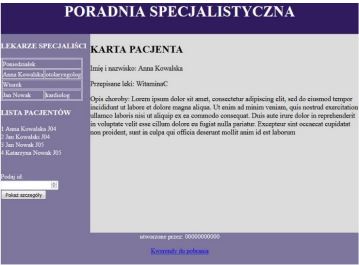 PORADNIA SPECJALISTYCZNA
LEKARZE SPECJALIŚCI
Poniedziałek
Anna Kowalska otolaryngolog
Wtorek
Jan Nowak kardiolog
LISTA PACJENTÓW
1 Anna Kowalska J04
2 Jan Kowalski J04
3 Jan Nowak J05
4 Katarzyna Nowak J05
Podaj id:
Pokaż szczegóły
KARTA PACJENTA
Imię i nazwisko: Anna Kowalska
Przepisane leki: WitaminaC
Opis choroby: Lorem ipsum dolor sit amet, consectetur adipiscing elit, sed do eiusmod tempor
incididunt ut labore et dolore magna aliqua. Ut enim ad minim veniam, quis nostrud exercitation
ullamco laboris nisi ut aliquip ex ea commodo consequat. Duis aute irure dolor in reprehenderit
in voluptate velit esse cillum dolore eu fugiat nulla pariatur. Excepteur sint occaecat cupidatat
non proident, sunt in culpa qui officia deserunt mollit anim id est laborum
utworzone przez: 00000000000
Kwerendy do pobrania